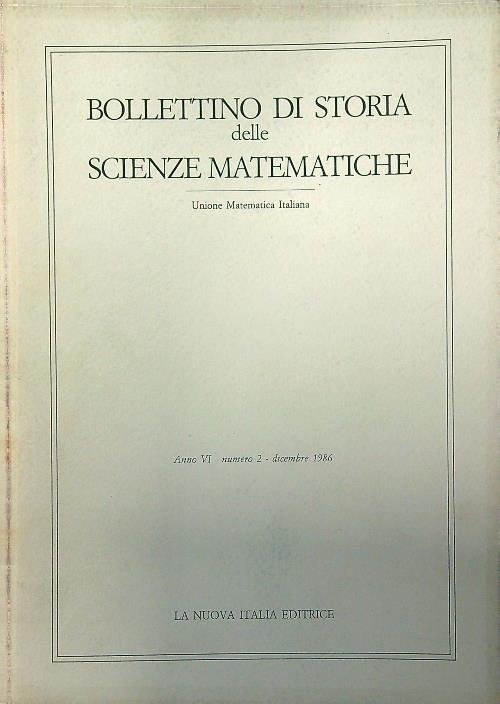 BOLLETTINO DI STORIA
delle
SCIENZE MATEMATICHE
Unione Matematica Italiana
Anno VI - numero 2 - dicembre 1986
LA NUOVA ITALIA EDITRICE